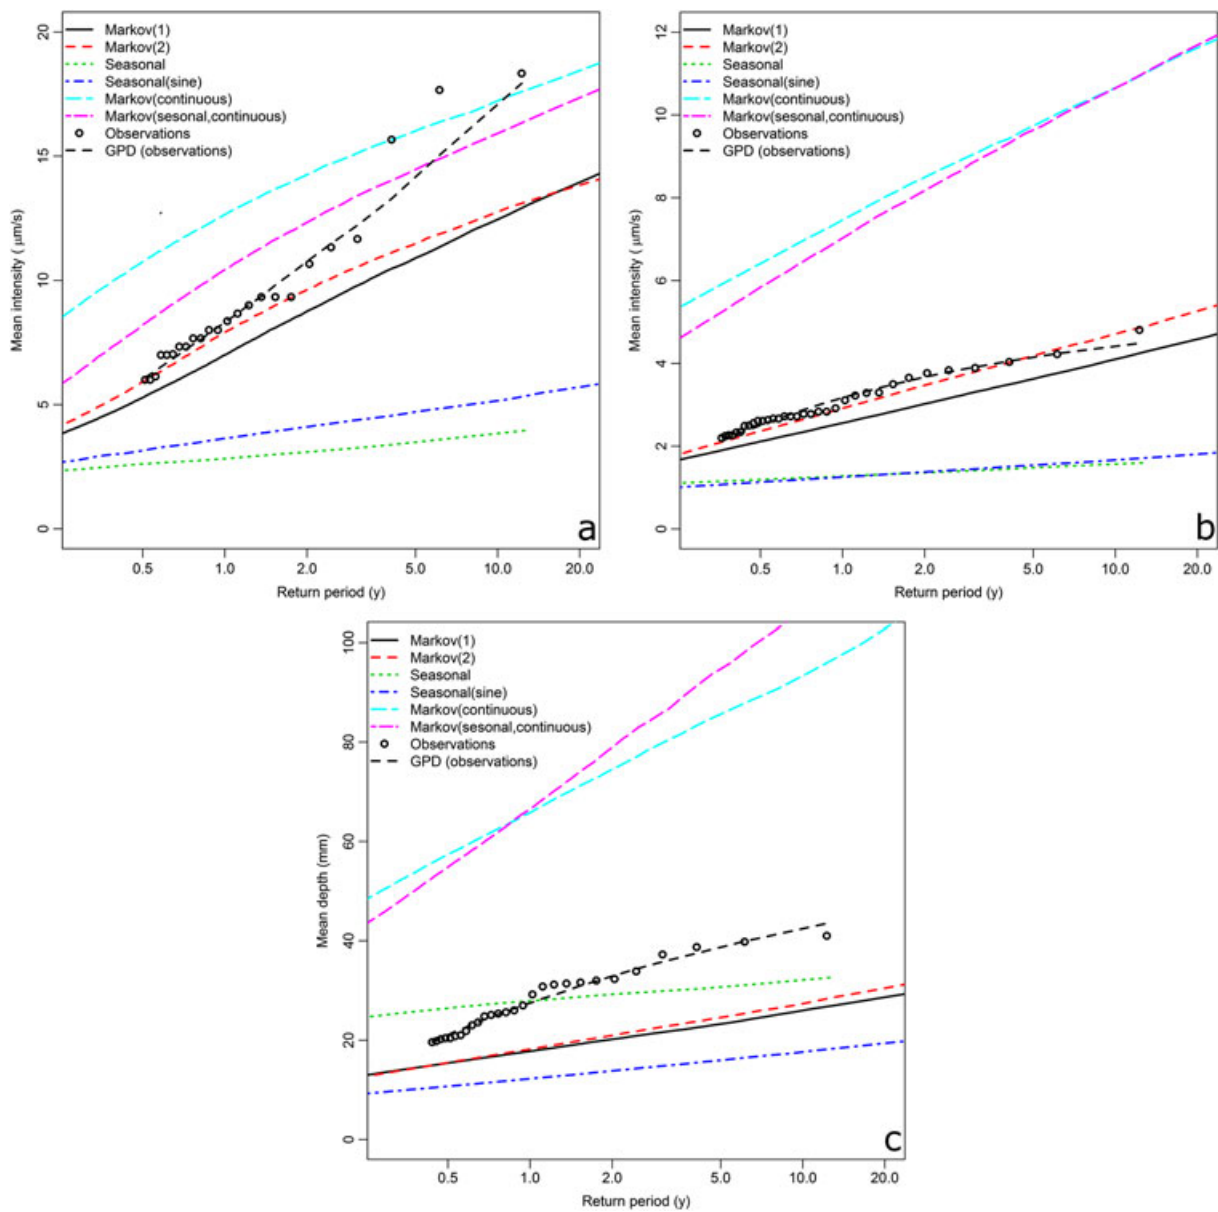 Markov(1)
Markov(2)
Seasonal
Seasonal(sine)
Markov(continuous)
Markov(sesonal,continuous)
Observations
GPD (observations)
20
15
10
5
0
Mean intensity ( μm/s)
0.5 1.0 2.0 5.0 10.0 20.0
Return period (y)
a
Markov(1)
Markov(2)
Seasonal
Seasonal(sine)
Markov(continuous)
Markov(sesonal,continuous)
Observations
GPD (observations)
12
10
8
6
4
2
0
Mean intensity ( μm/s)
0.5 1.0 2.0 5.0 10.0 20.0
Return period (y)
b
Markov(1)
Markov(2)
Seasonal
Seasonal(sine)
Markov(continuous)
Markov(sesonal,continuous)
Observations
GPD (observations)
100
80
60
40
20
0
Mean depth (mm)
0.5 1.0 2.0 5.0 10.0 20.0
Return period (y)
c